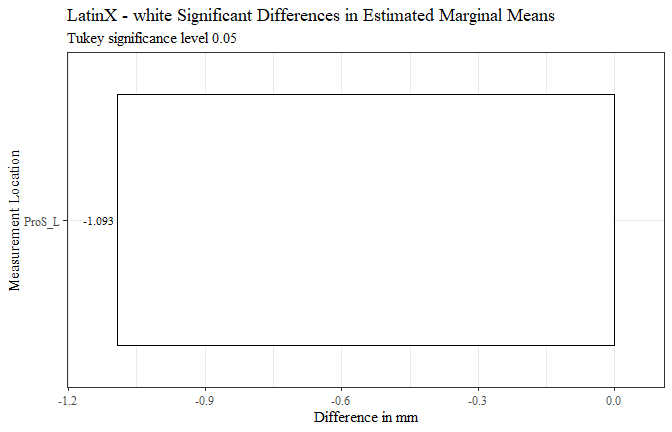 LatinX - white Significant Differences in Estimated Marginal Means
Tukey significance level 0.05
Measurement Location
ProS_L
-1.093
-1.2 -0.9 -0.6 -0.3 0.0
Difference in mm